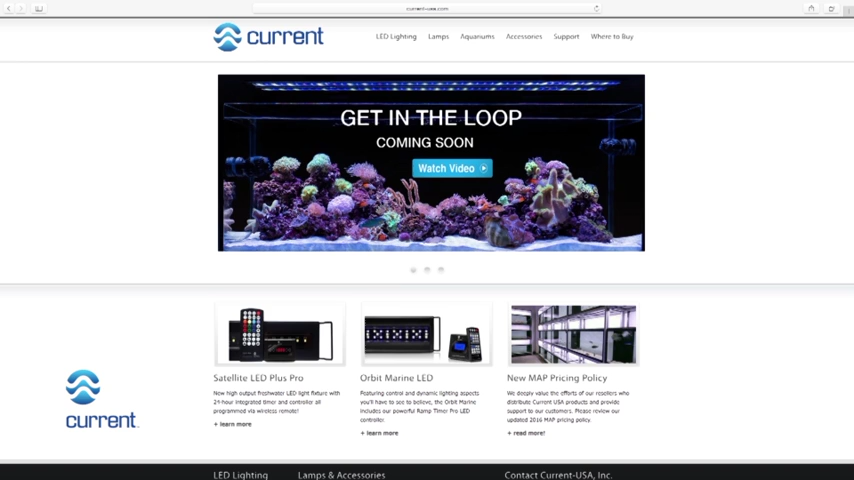 current-usa.com
current
LED Lighting Lamps Aquariums Accessories Support Where to Buy
GET IN THE LOOP
COMING SOON
Watch Video
Satellite LED Plus Pro
New high output freshwater LED light fixture with
24-hour integrated timer and controller all
programmed via wireless remote!
+ learn more
Orbit Marine LED
Featuring control and dynamic lighting aspects
you'll have to see to believe, the Orbit Marine
includes our powerful Ramp Timer Pro LED
controller.
+ learn more
New MAP Pricing Policy
We deeply value the efforts of our resellers who
distribute Current USA products and provide
support to our customers. Please review our
updated 2016 MAP pricing policy.
+ read more!
current
LED Lighting Lamps & Accessories Contact Current-USA, Inc.